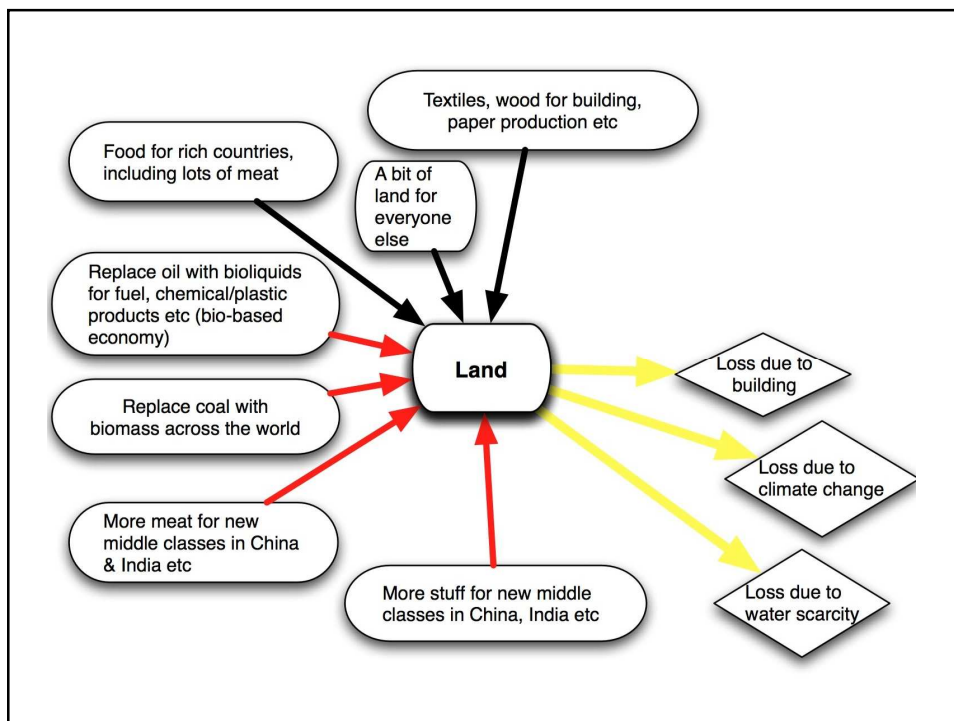 Textiles, wood for building,
paper production etc
Food for rich countries,
including lots of meat
A bit of
land for
everyone
else
Replace oil with bioliquids
for fuel, chemical/plastic
products etc (bio-based
economy)
Land
Loss due to
building
Replace coal with
biomass across the world
Loss due to
climate change
More meat for new
middle classes in China
& India etc
More stuff for new middle
classes in China, India etc
Loss due to
water scarcity